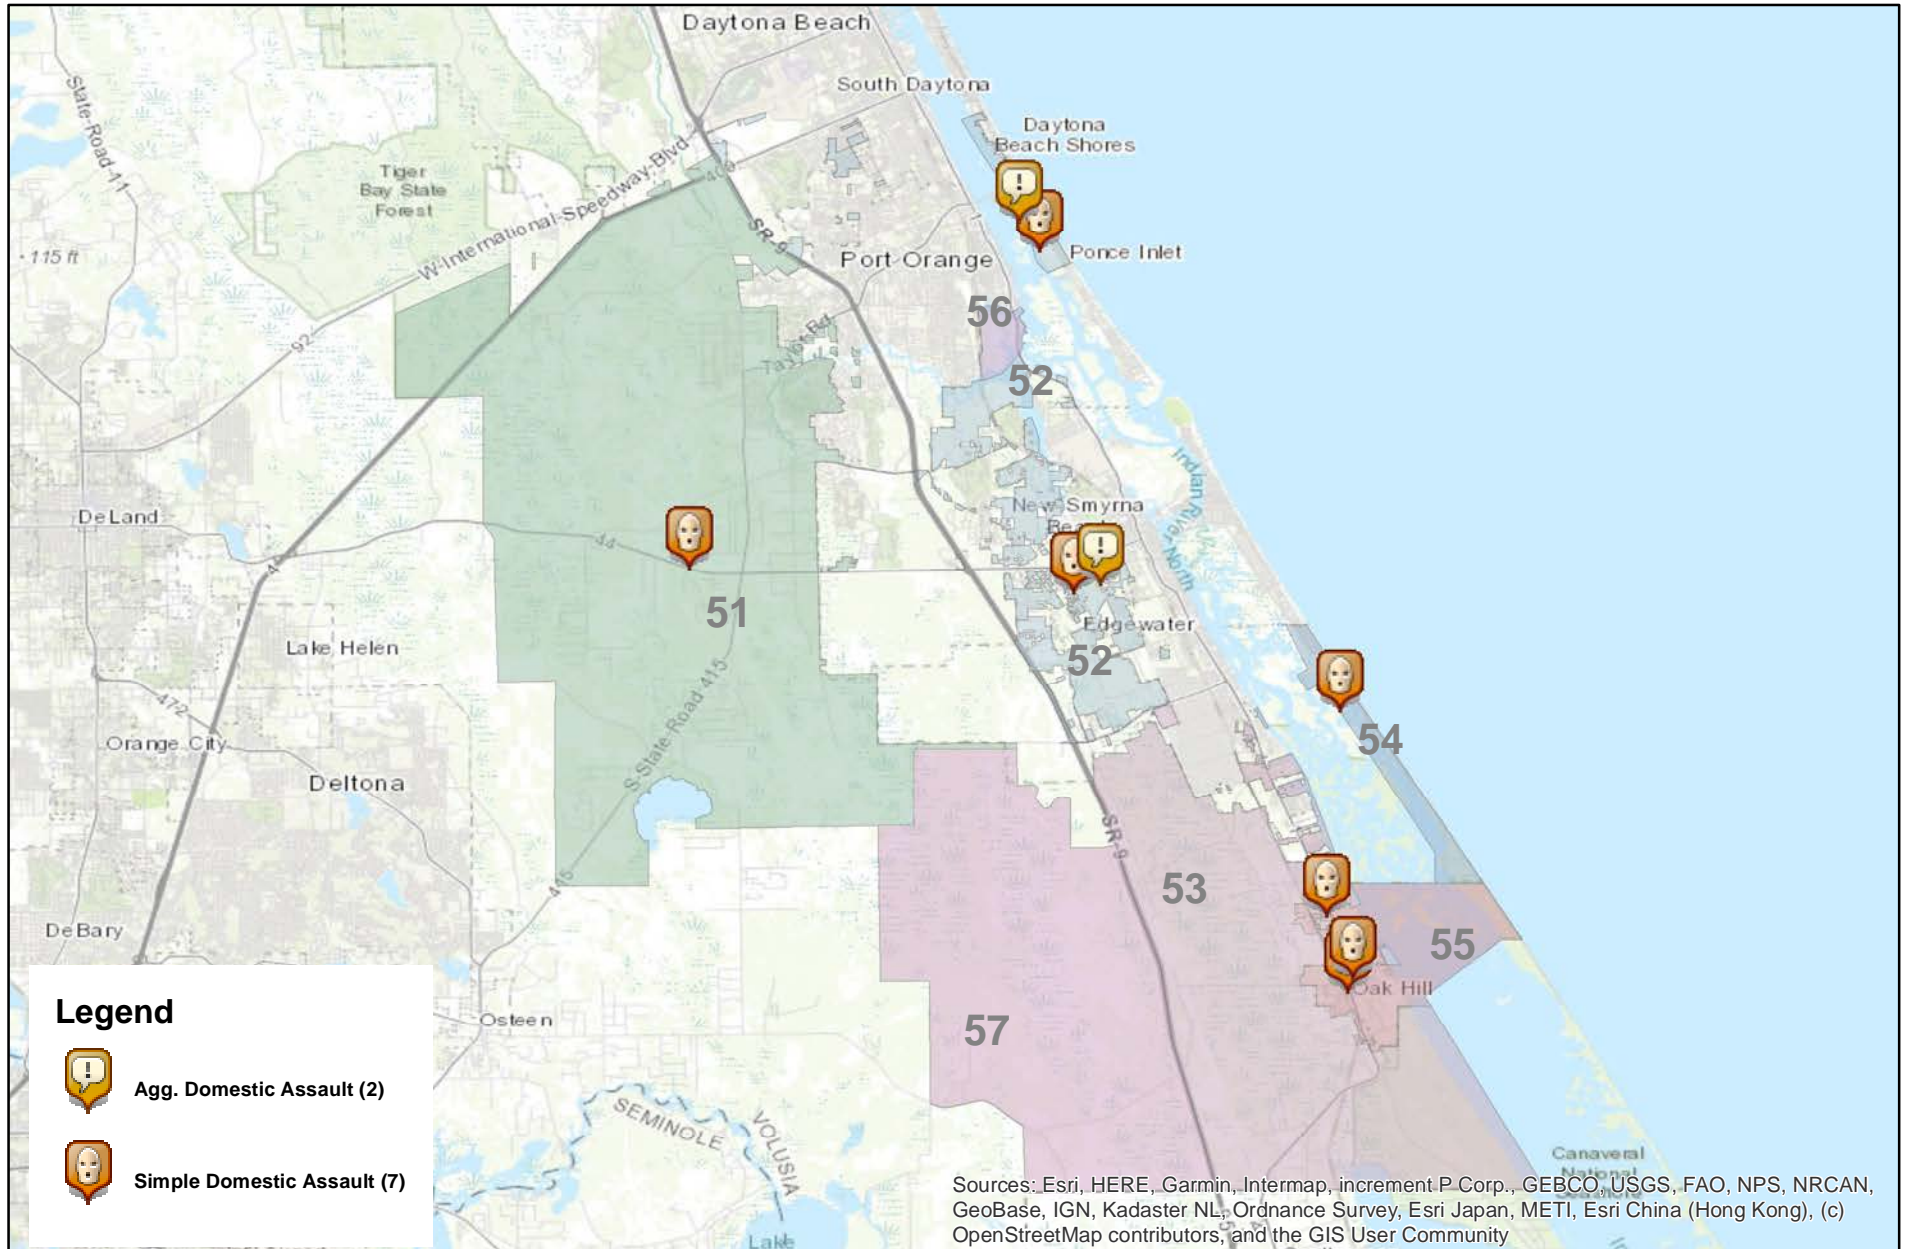 Daytona Beach
South Daytona
State-Road-11
Daytona
Beach Shores
Tiger
Bay State
Forest
W-International-Speedway-Blvd
400
SR-9
115 ft
Port Orange
Ponce Inlet
56
92
Taylor Rd
52
Indian River North
New Smyrna
DeLand
44
51
Edgewater
Lake Helen
52
S-State-Road-415
472
54
Orange City
Deltona
SR-9
53
415
DeBary
55
Oak Hill
Legend
Osteen
57
Agg. Domestic Assault (2)
SEMINOLE
VOLUSIA
Simple Domestic Assault (7)
Canaveral
National
Sources: Esri, HERE, Garmin, Intermap, increment P Corp., GEBCO, USGS, FAO, NPS, NRCAN,
GeoBase, IGN, Kadaster NL, Ordnance Survey, Esri Japan, METI, Esri China (Hong Kong), (c)
OpenStreetMap contributors, and the GIS User Community
Lake